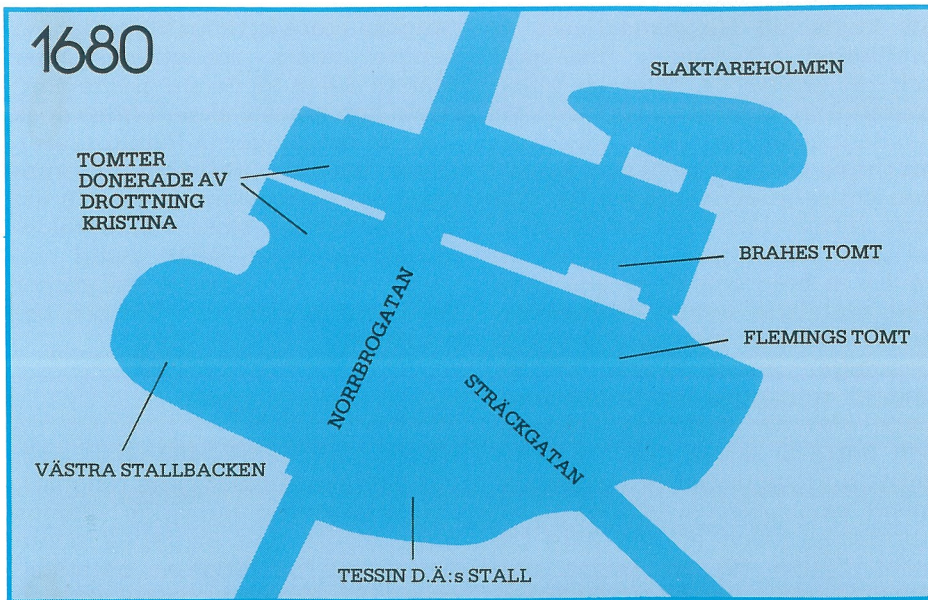 1680
SLAKTAREHOLMEN
TOMTER
DONERADE AV
DROTTNING
KRISTINA
BRAHES TOMT
NORRBROGATAN
FLEMINGS TOMT
STRÄCKGATAN
VÄSTRA STALLBACKEN
TESSIN D.Ä:s STALL